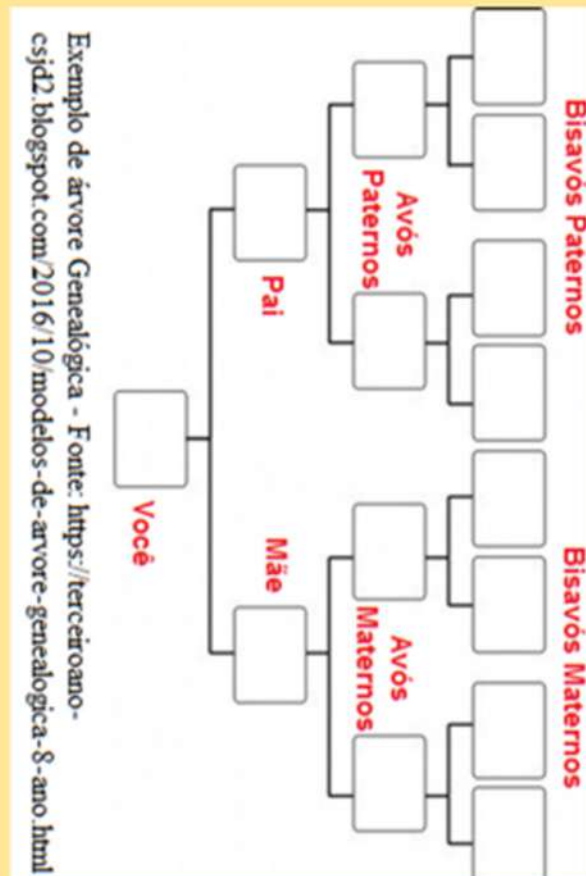 Bisavós Paternos
Bisavós Maternos
Avós
Paternos
Avós
Maternos
Pai
Mãe
Você
Exemplo de árvore Genealógica - Fonte: https://terceiroano-
csjd2.blogspot.com/2016/10/modelos-de-arvore-genealogica-8-ano.html